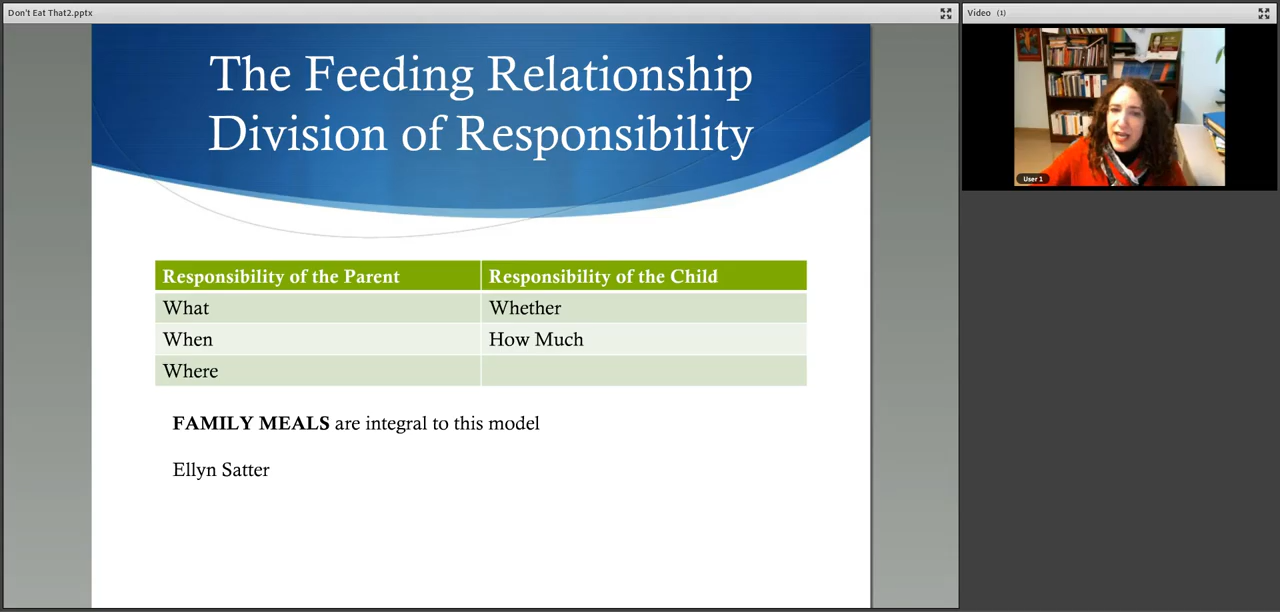 Don't Eat That2.pptx
Video (1)
The Feeding Relationship
Division of Responsibility
User 1
Responsibility of the Parent Responsibility of the Child
What Whether
When How Much
Where
FAMILY MEALS are integral to this model
Ellyn Satter